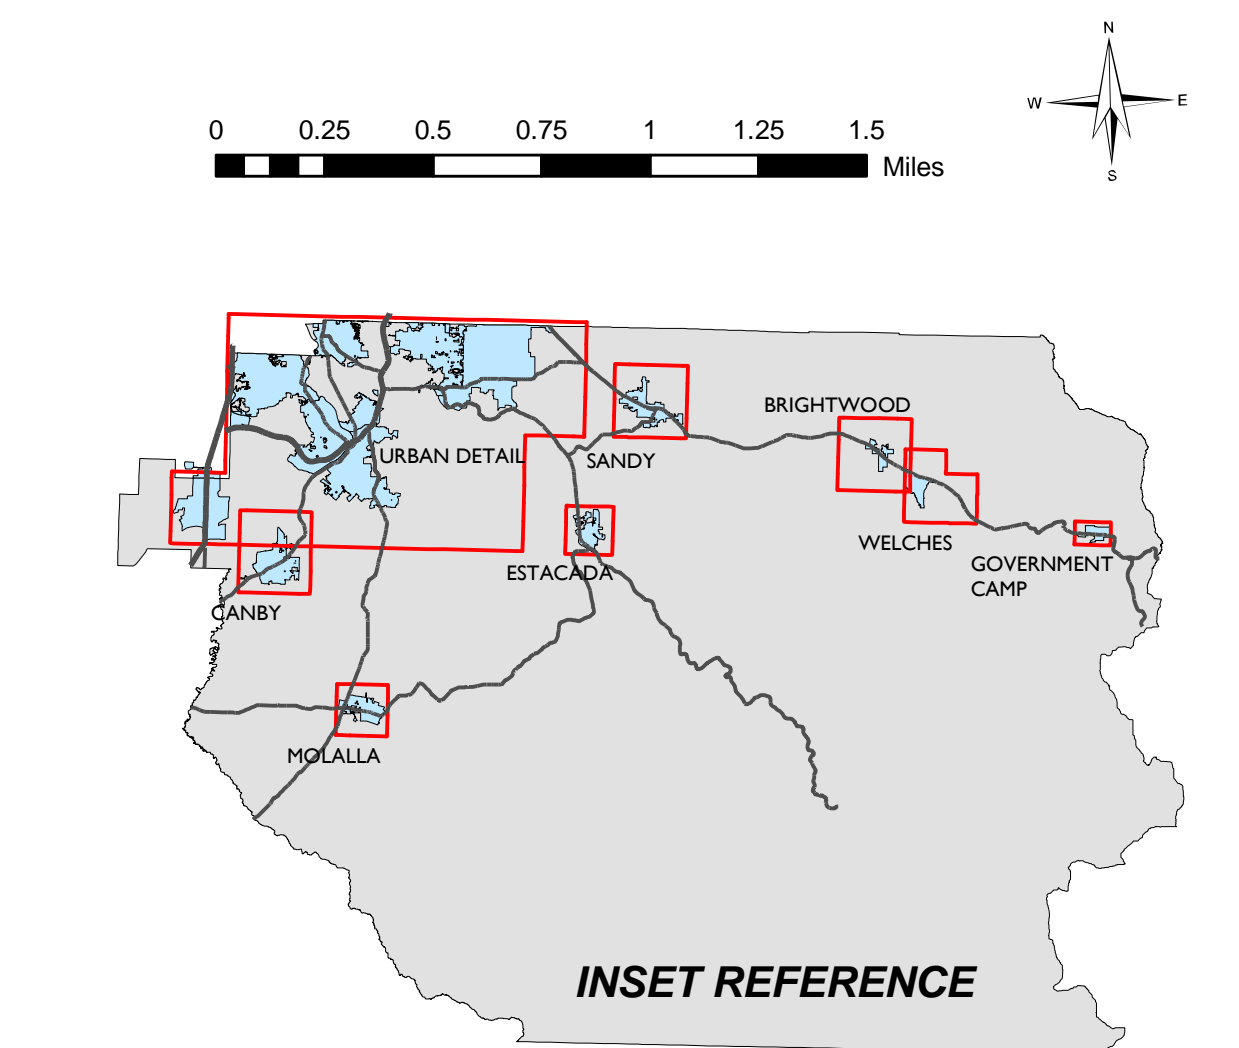 N
W E
S
0 0.25 0.5 0.75 1 1.25 1.5
Miles
BRIGHTWOOD
URBAN DETAIL
SANDY
WELCHES
GOVERNMENT
CAMP
ESTACADA
CANBY
MOLALLA
INSET REFERENCE